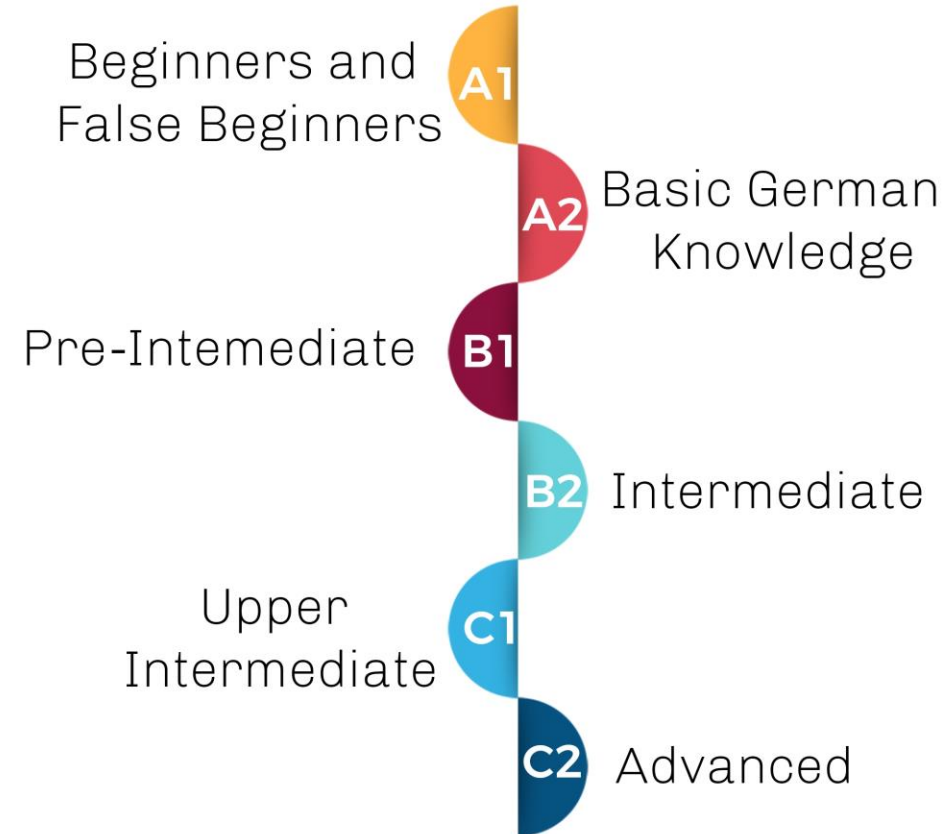 Beginners and
False Beginners
A1
A2
Basic German
Knowledge
Pre-Intemediate
B1
B2
Intermediate
Upper
Intermediate
C1
C2
Advanced